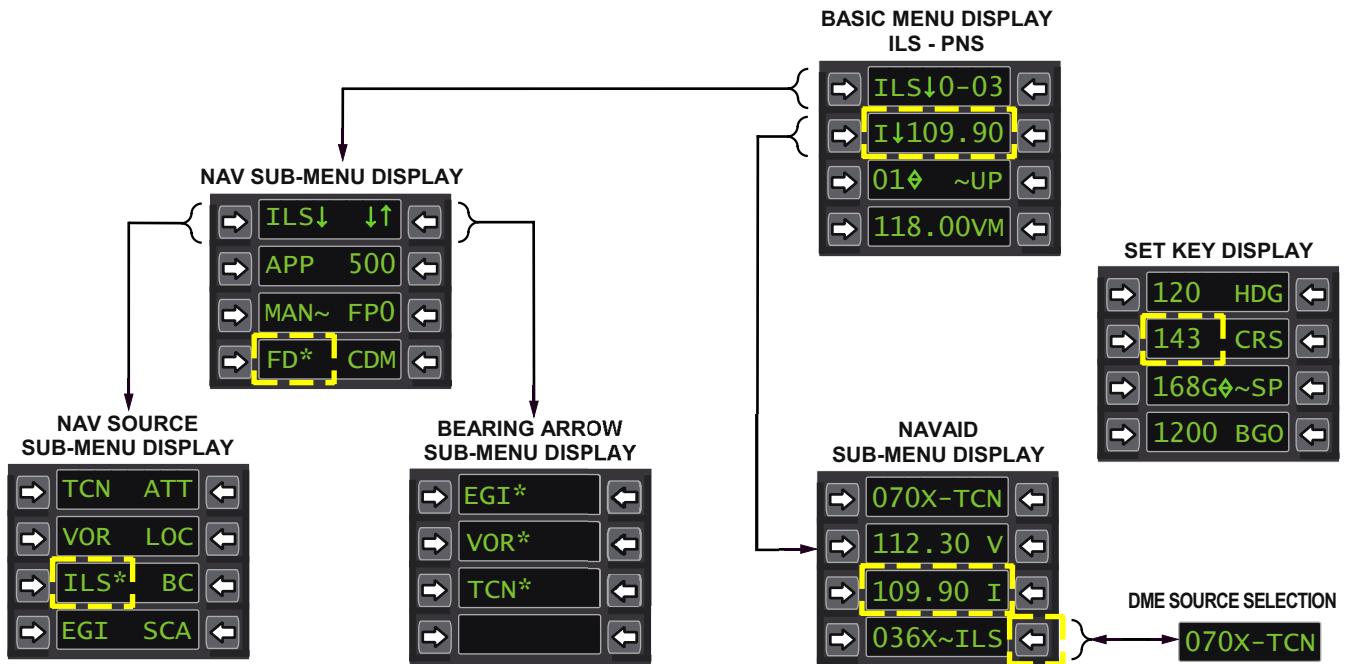 BASIC MENU DISPLAY
ILS - PNS
ILS↓0-03
I↓109.90
01⬖ ~UP
118.00VM
NAV SUB-MENU DISPLAY
ILS↓ ↓↑
APP 500
MAN~ FP0
FD* CDM
SET KEY DISPLAY
120 HDG
143 CRS
168G⬖~SP
1200 BGO
NAV SOURCE
SUB-MENU DISPLAY
TCN ATT
VOR LOC
ILS* BC
EGI SCA
BEARING ARROW
SUB-MENU DISPLAY
EGI*
VOR*
TCN*
NAVAID
SUB-MENU DISPLAY
070X-TCN
112.30 V
109.90 I
036X~ILS
DME SOURCE SELECTION
070X-TCN